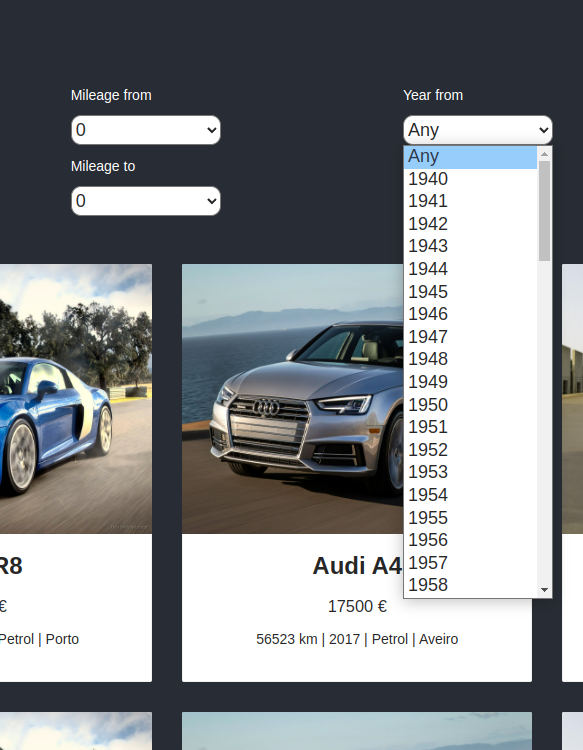 Mileage from
0
Mileage to
0
Year from
Any
Any
1940
1941
1942
1943
1944
1945
1946
1947
1948
1949
1950
1951
1952
1953
1954
1955
1956
1957
1958
R8
€
Petrol | Porto
Audi A4
17500 €
56523 km | 2017 | Petrol | Aveiro